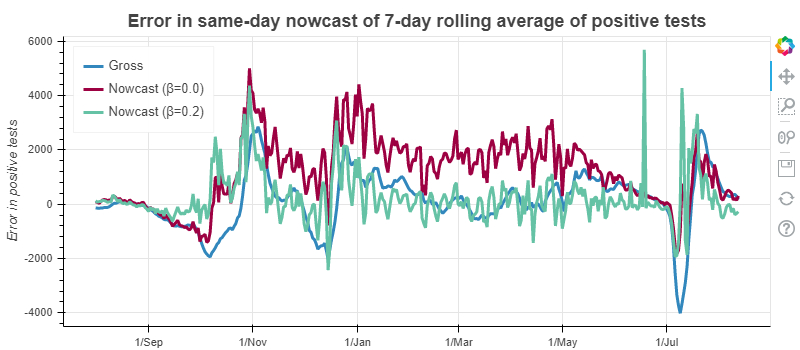 Error in same-day nowcast of 7-day rolling average of positive tests
6000
4000
2000
0
-2000
-4000
Error in positive tests
Gross
Nowcast (β=0.0)
Nowcast (β=0.2)
1/Sep
1/Nov
1/Jan
1/Mar
1/May
1/Jul